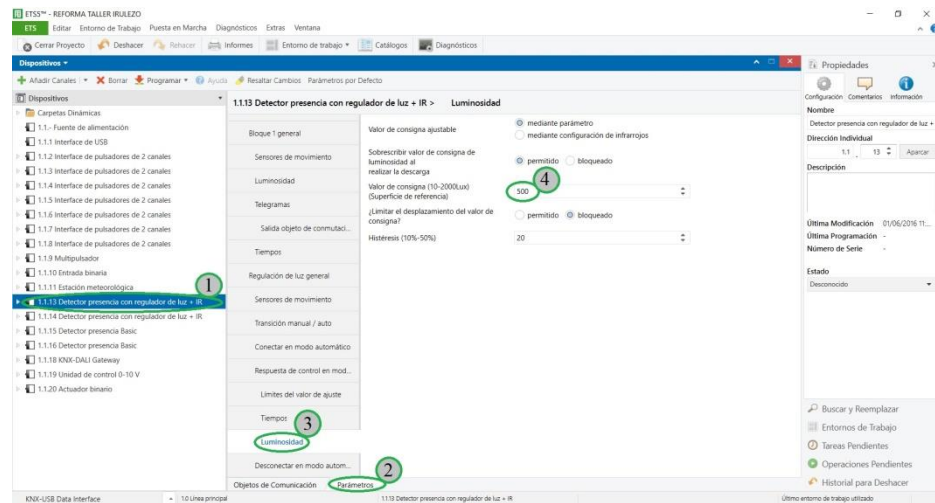 ETS5™ - REFORMA TALLER IRULEZO
ETS Editar Entorno de Trabajo Puesta en Marcha Diagnósticos Extras Ventana
Cerrar Proyecto Deshacer Rehacer Informes Entorno de trabajo Catálogos Diagnósticos
Dispositivos
Añadir Canales Borrar Programar Ayuda Resaltar Cambios Parámetros por Defecto
Dispositivos
Carpetas Dinámicas
1.1.- Fuente de alimentación
1.1.1 Interface de USB
1.1.2 Interface de pulsadores de 2 canales
1.1.3 Interface de pulsadores de 2 canales
1.1.4 Interface de pulsadores de 2 canales
1.1.5 Interface de pulsadores de 2 canales
1.1.6 Interface de pulsadores de 2 canales
1.1.7 Interface de pulsadores de 2 canales
1.1.8 Interface de pulsadores de 2 canales
1.1.9 Multipulsador
1.1.10 Entrada binaria
1.1.11 Estación meteorológica
1
1.1.13 Detector presencia con regulador de luz + IR
1.1.14 Detector presencia con regulador de luz + IR
1.1.15 Detector presencia Basic
1.1.16 Detector presencia Basic
1.1.18 KNX-DALI Gateway
1.1.19 Unidad de control 0-10 V
1.1.20 Actuador binario
1.1.13 Detector presencia con regulador de luz + IR > Luminosidad
Bloque 1 general
Sensores de movimiento
Luminosidad
Telegramas
Salida objeto de conmutaci...
Tiempos
Regulación de luz general
Sensores de movimiento
Transición manual / auto
Conectar en modo automático
Respuesta de control en mod...
Límites del valor de ajuste
Tiempos
3
Luminosidad
Desconectar en modo autom...
2
Objetos de Comunicación Parámetros
Valor de consigna ajustable
mediante parámetro
mediante configuración de infrarrojos
Sobrescribir valor de consigna de
luminosidad al
realizar la descarga
permitido bloqueado
4
Valor de consigna (10-2000Lux)
(Superficie de referencia)
500
¿Limitar el desplazamiento del valor de
consigna?
permitido bloqueado
Histéresis (10%-50%) 20
Propiedades
Configuración Comentarios Información
Nombre
Detector presencia con regulador de luz +
Dirección Individual
1.1 . 13 Aparcar
Descripción
Última Modificación 01/06/2016 11:...
Última Programación -
Número de Serie -
Estado
Desconocido
Buscar y Reemplazar
Entornos de Trabajo
Tareas Pendientes
Operaciones Pendientes
Historial para Deshacer
KNX-USB Data Interface 1.0 Línea principal 1.1.13 Detector presencia con regulador de luz + IR Último entorno de trabajo utilizado